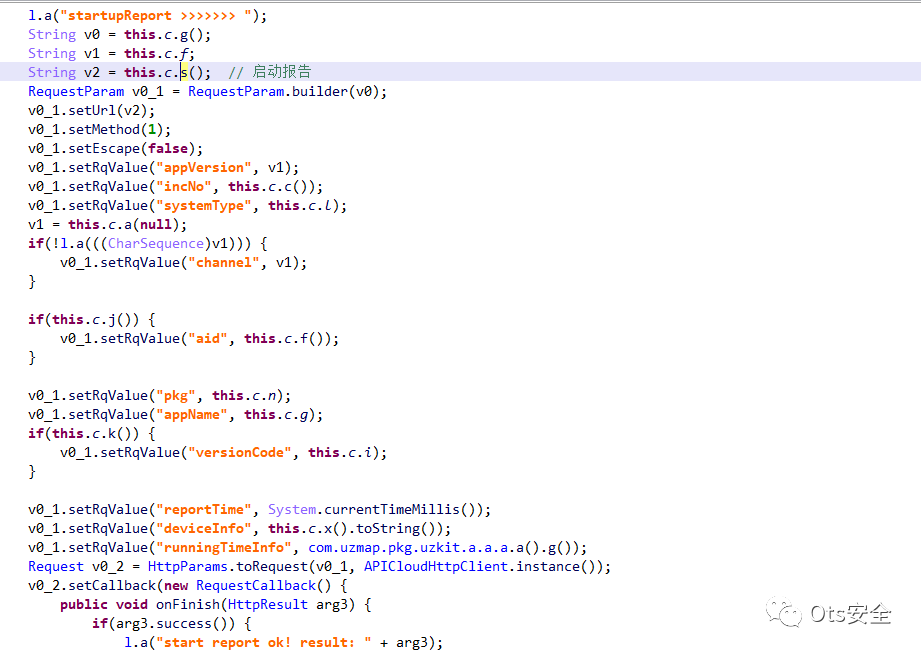 l.a("startupReport >>>>>>> ");
String v0 = this.c.g();
String v1 = this.c.f;
String v2 = this.c.s();  // 启动报告
RequestParam v0_1 = RequestParam.builder(v0);
v0_1.setUrl(v2);
v0_1.setMethod(1);
v0_1.setEscape(false);
v0_1.setRqValue("appVersion", v1);
v0_1.setRqValue("incNo", this.c.c());
v0_1.setRqValue("systemType", this.c.l);
v1 = this.c.a(null);
if(!l.a(((CharSequence)v1))) {
    v0_1.setRqValue("channel", v1);
}
if(this.c.j()) {
    v0_1.setRqValue("aid", this.c.f());
}
v0_1.setRqValue("pkg", this.c.n);
v0_1.setRqValue("appName", this.c.g);
if(this.c.k()) {
    v0_1.setRqValue("versionCode", this.c.i);
}
v0_1.setRqValue("reportTime", System.currentTimeMillis());
v0_1.setRqValue("deviceInfo", this.c.x().toString());
v0_1.setRqValue("runningTimeInfo", com.uzmap.pkg.uzkit.a.a.a.a().g());
Request v0_2 = HttpParams.toRequest(v0_1, APICloudHttpClient.instance());
v0_2.setCallback(new RequestCallback() {
    public void onFinish(HttpResult arg3) {
        if(arg3.success()) {
            l.a("start report ok! result: " + arg3);
Ots安全